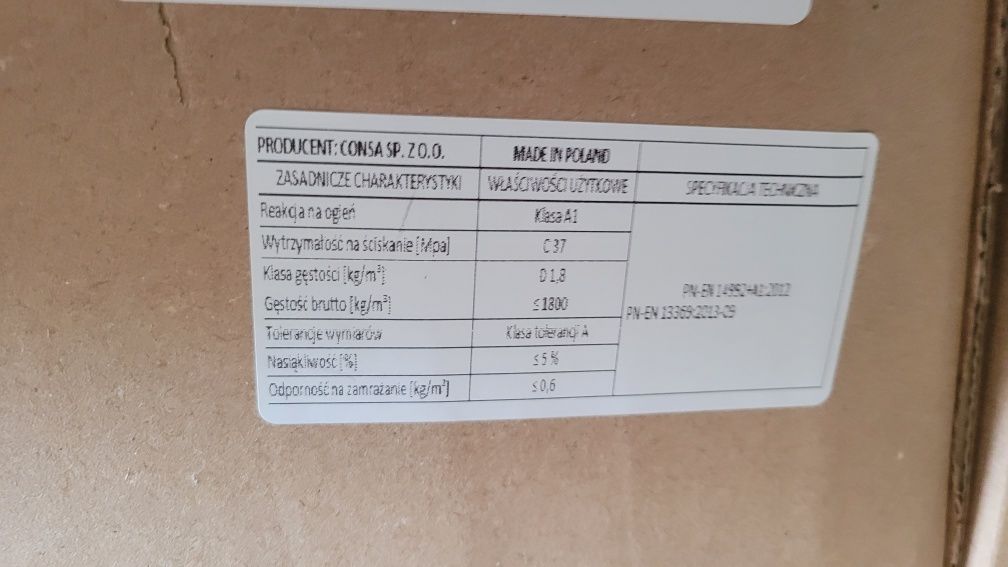 PRODUCENT: CONSA SP. Z O.O. MADE IN POLAND
ZASADNICZE CHARAKTERYSTYKI WŁAŚCIWOŚCI UŻYTKOWE SPECYFIKACJA TECHNICZNA
Reakcja na ogień Klasa A1
Wytrzymałość na ściskanie [Mpa] C 37
Klasa gęstości [kg/m³] D 1,8
Gęstość brutto [kg/m³] ≤1800
PN-EN 14992+A1:2012
PN-EN 13369:2013-09
Tolerancje wymiarów Klasa tolerancji A
Nasiąkliwość [%] ≤ 5 %
Odporność na zamrażanie [kg/m²] ≤ 0,6